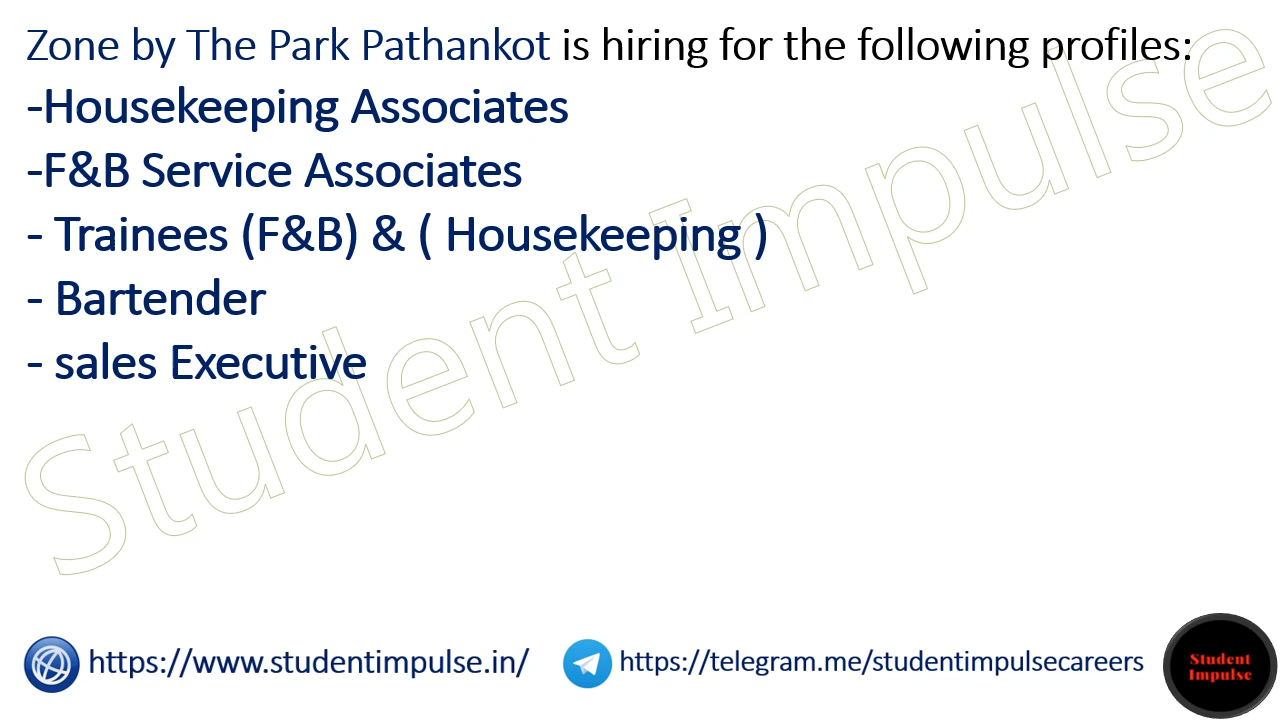 Zone by The Park Pathankot is hiring for the following profiles:
-Housekeeping Associates
-F&B Service Associates
- Trainees (F&B) & ( Housekeeping )
- Bartender
- sales Executive
Student Impulse
https://www.studentimpulse.in/
https://telegram.me/studentimpulsecareers
Student
Impulse